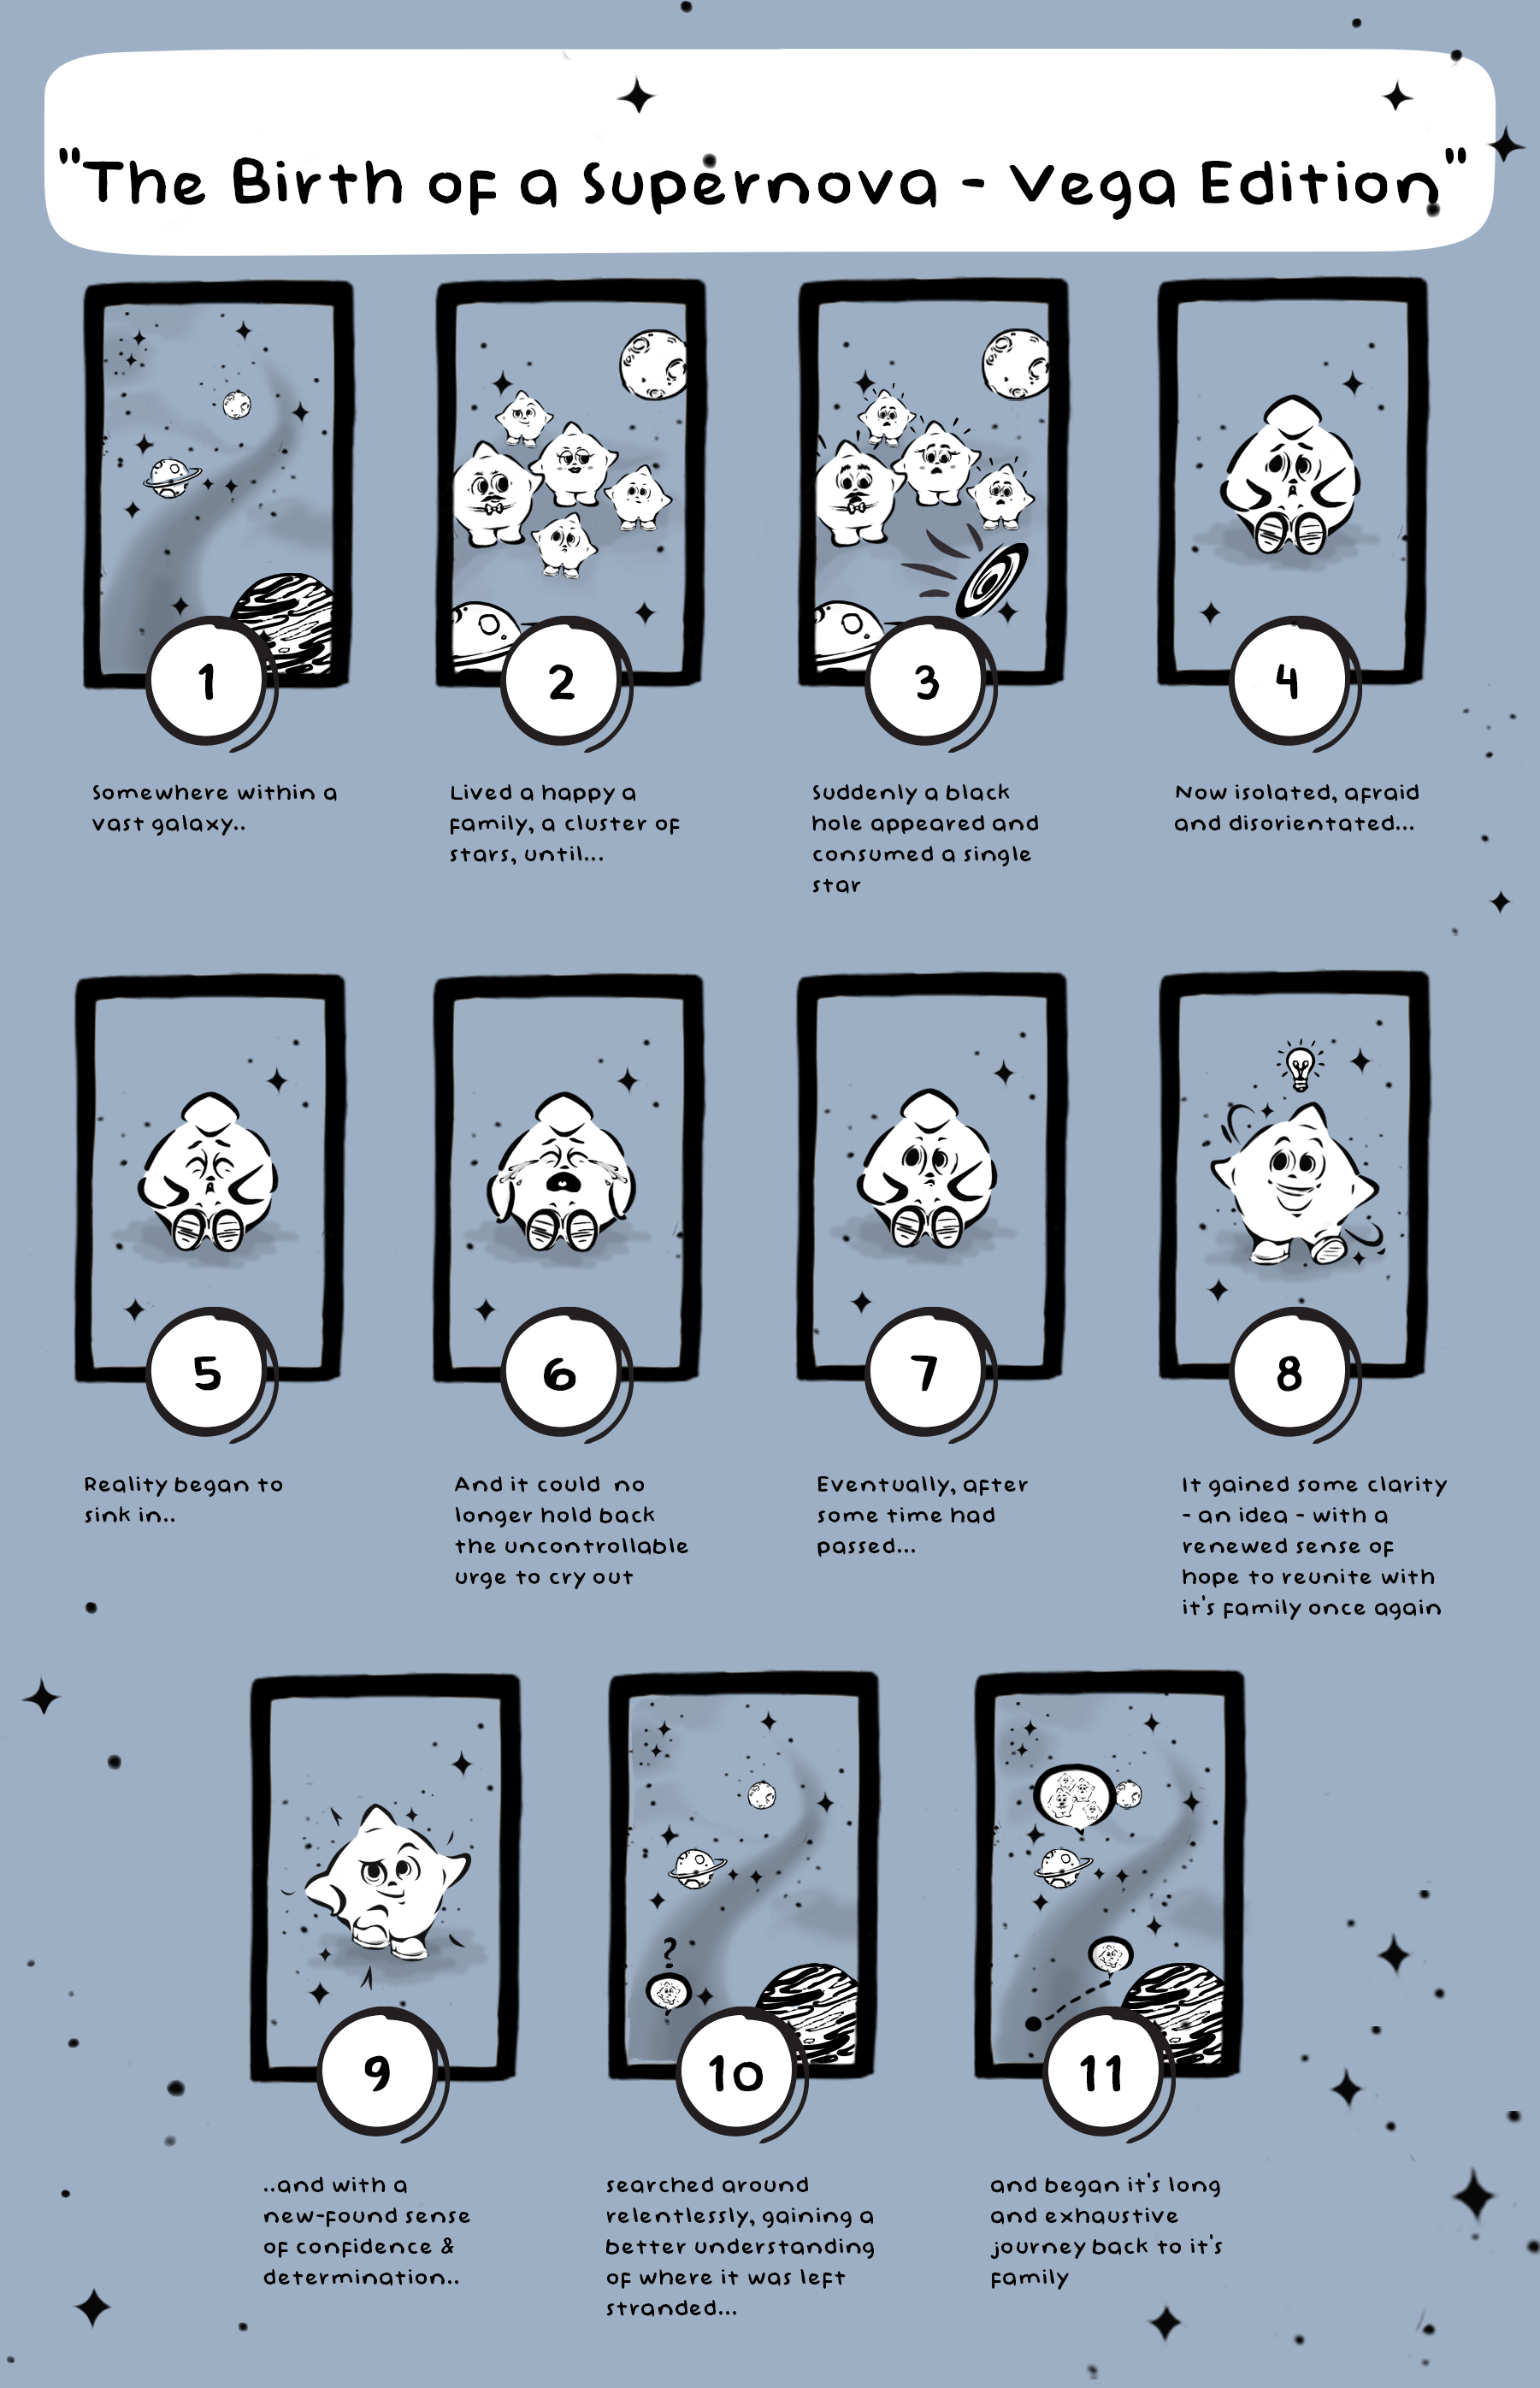 "The Birth of a Supernova - Vega Edition"
1
2
3
4
Somewhere within a
vast galaxy..
Lived a happy a
family, a cluster of
stars, until...
Suddenly a black
hole appeared and
consumed a single
star
Now isolated, afraid
and disorientated...
5
6
7
8
Reality began to
sink in..
And it could no
longer hold back
the uncontrollable
urge to cry out
Eventually, after
some time had
passed...
It gained some clarity
- an idea - with a
renewed sense of
hope to reunite with
it's family once again
?
9
10
11
..and with a
new-found sense
of confidence &
determination..
searched around
relentlessly, gaining a
better understanding
of where it was left
stranded...
and began it's long
and exhaustive
journey back to it's
family